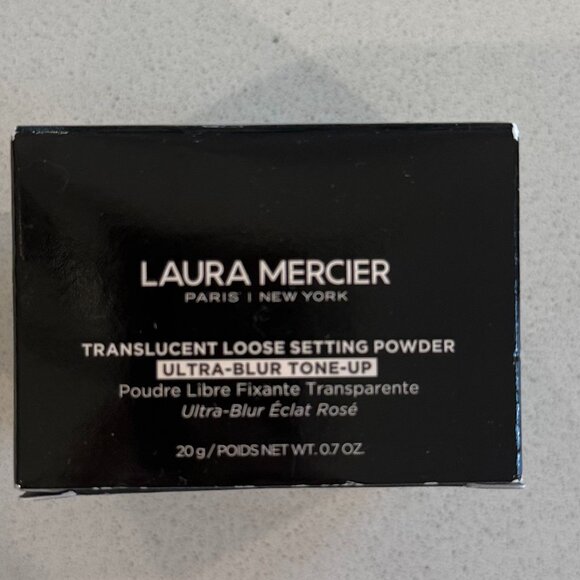 LAURA MERCIER
PARIS | NEW YORK
TRANSLUCENT LOOSE SETTING POWDER
ULTRA-BLUR TONE-UP
Poudre Libre Fixante Transparente
Ultra-Blur Éclat Rosé
20 g / POIDS NET WT. 0.7 OZ.